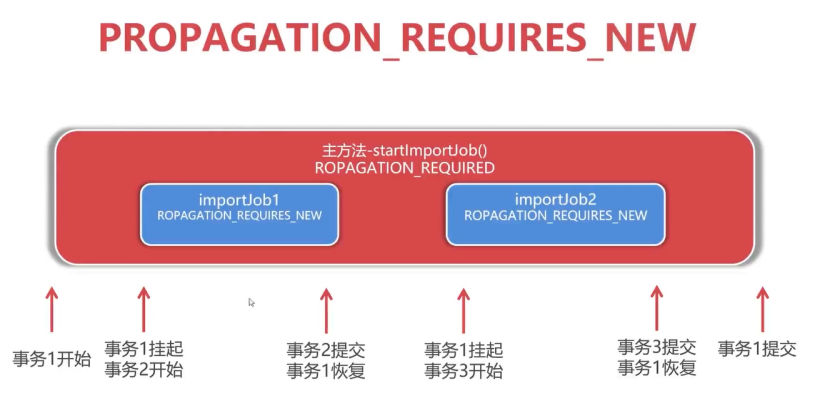 PROPAGATION_REQUIRES_NEW
主方法-startImportJob()
ROPAGATION_REQUIRED
importJob1
ROPAGATION_REQUIRES_NEW
importJob2
ROPAGATION_REQUIRES_NEW
事务1开始
事务1挂起
事务2开始
事务2提交
事务1恢复
事务1挂起
事务3开始
事务3提交
事务1恢复
事务1提交